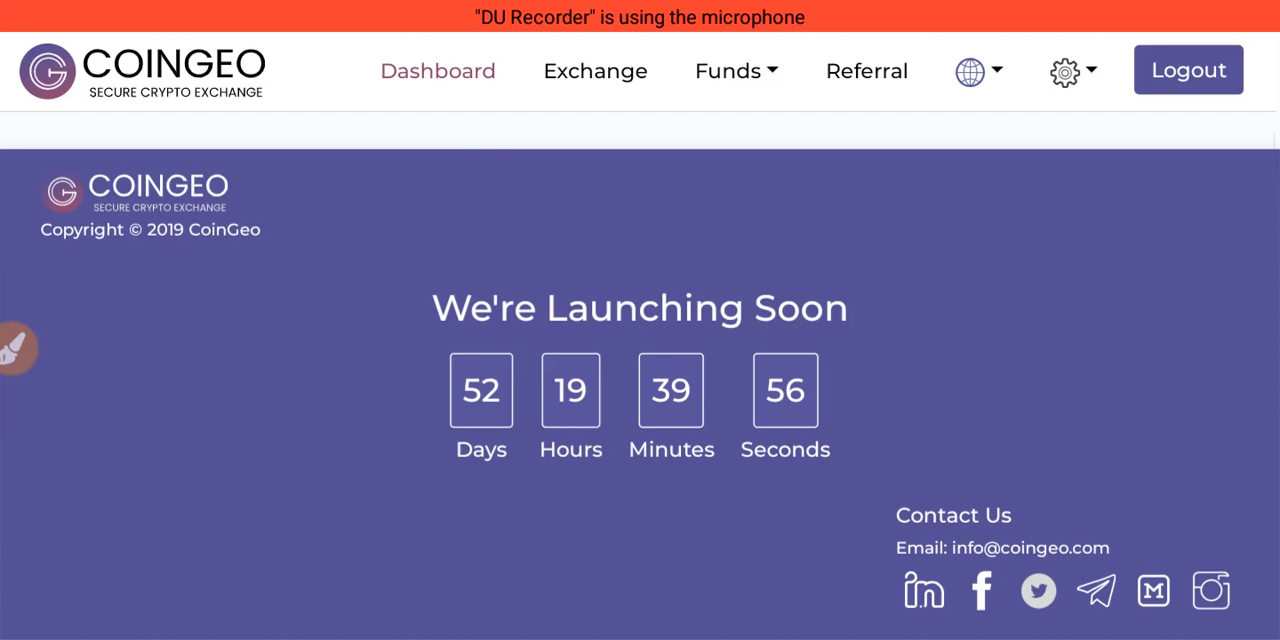 "DU Recorder" is using the microphone
COINGEO
SECURE CRYPTO EXCHANGE
Dashboard Exchange Funds Referral Logout
COINGEO
SECURE CRYPTO EXCHANGE
Copyright © 2019 CoinGeo
We're Launching Soon
52 19 39 56
Days Hours Minutes Seconds
Contact Us
Email: info@coingeo.com